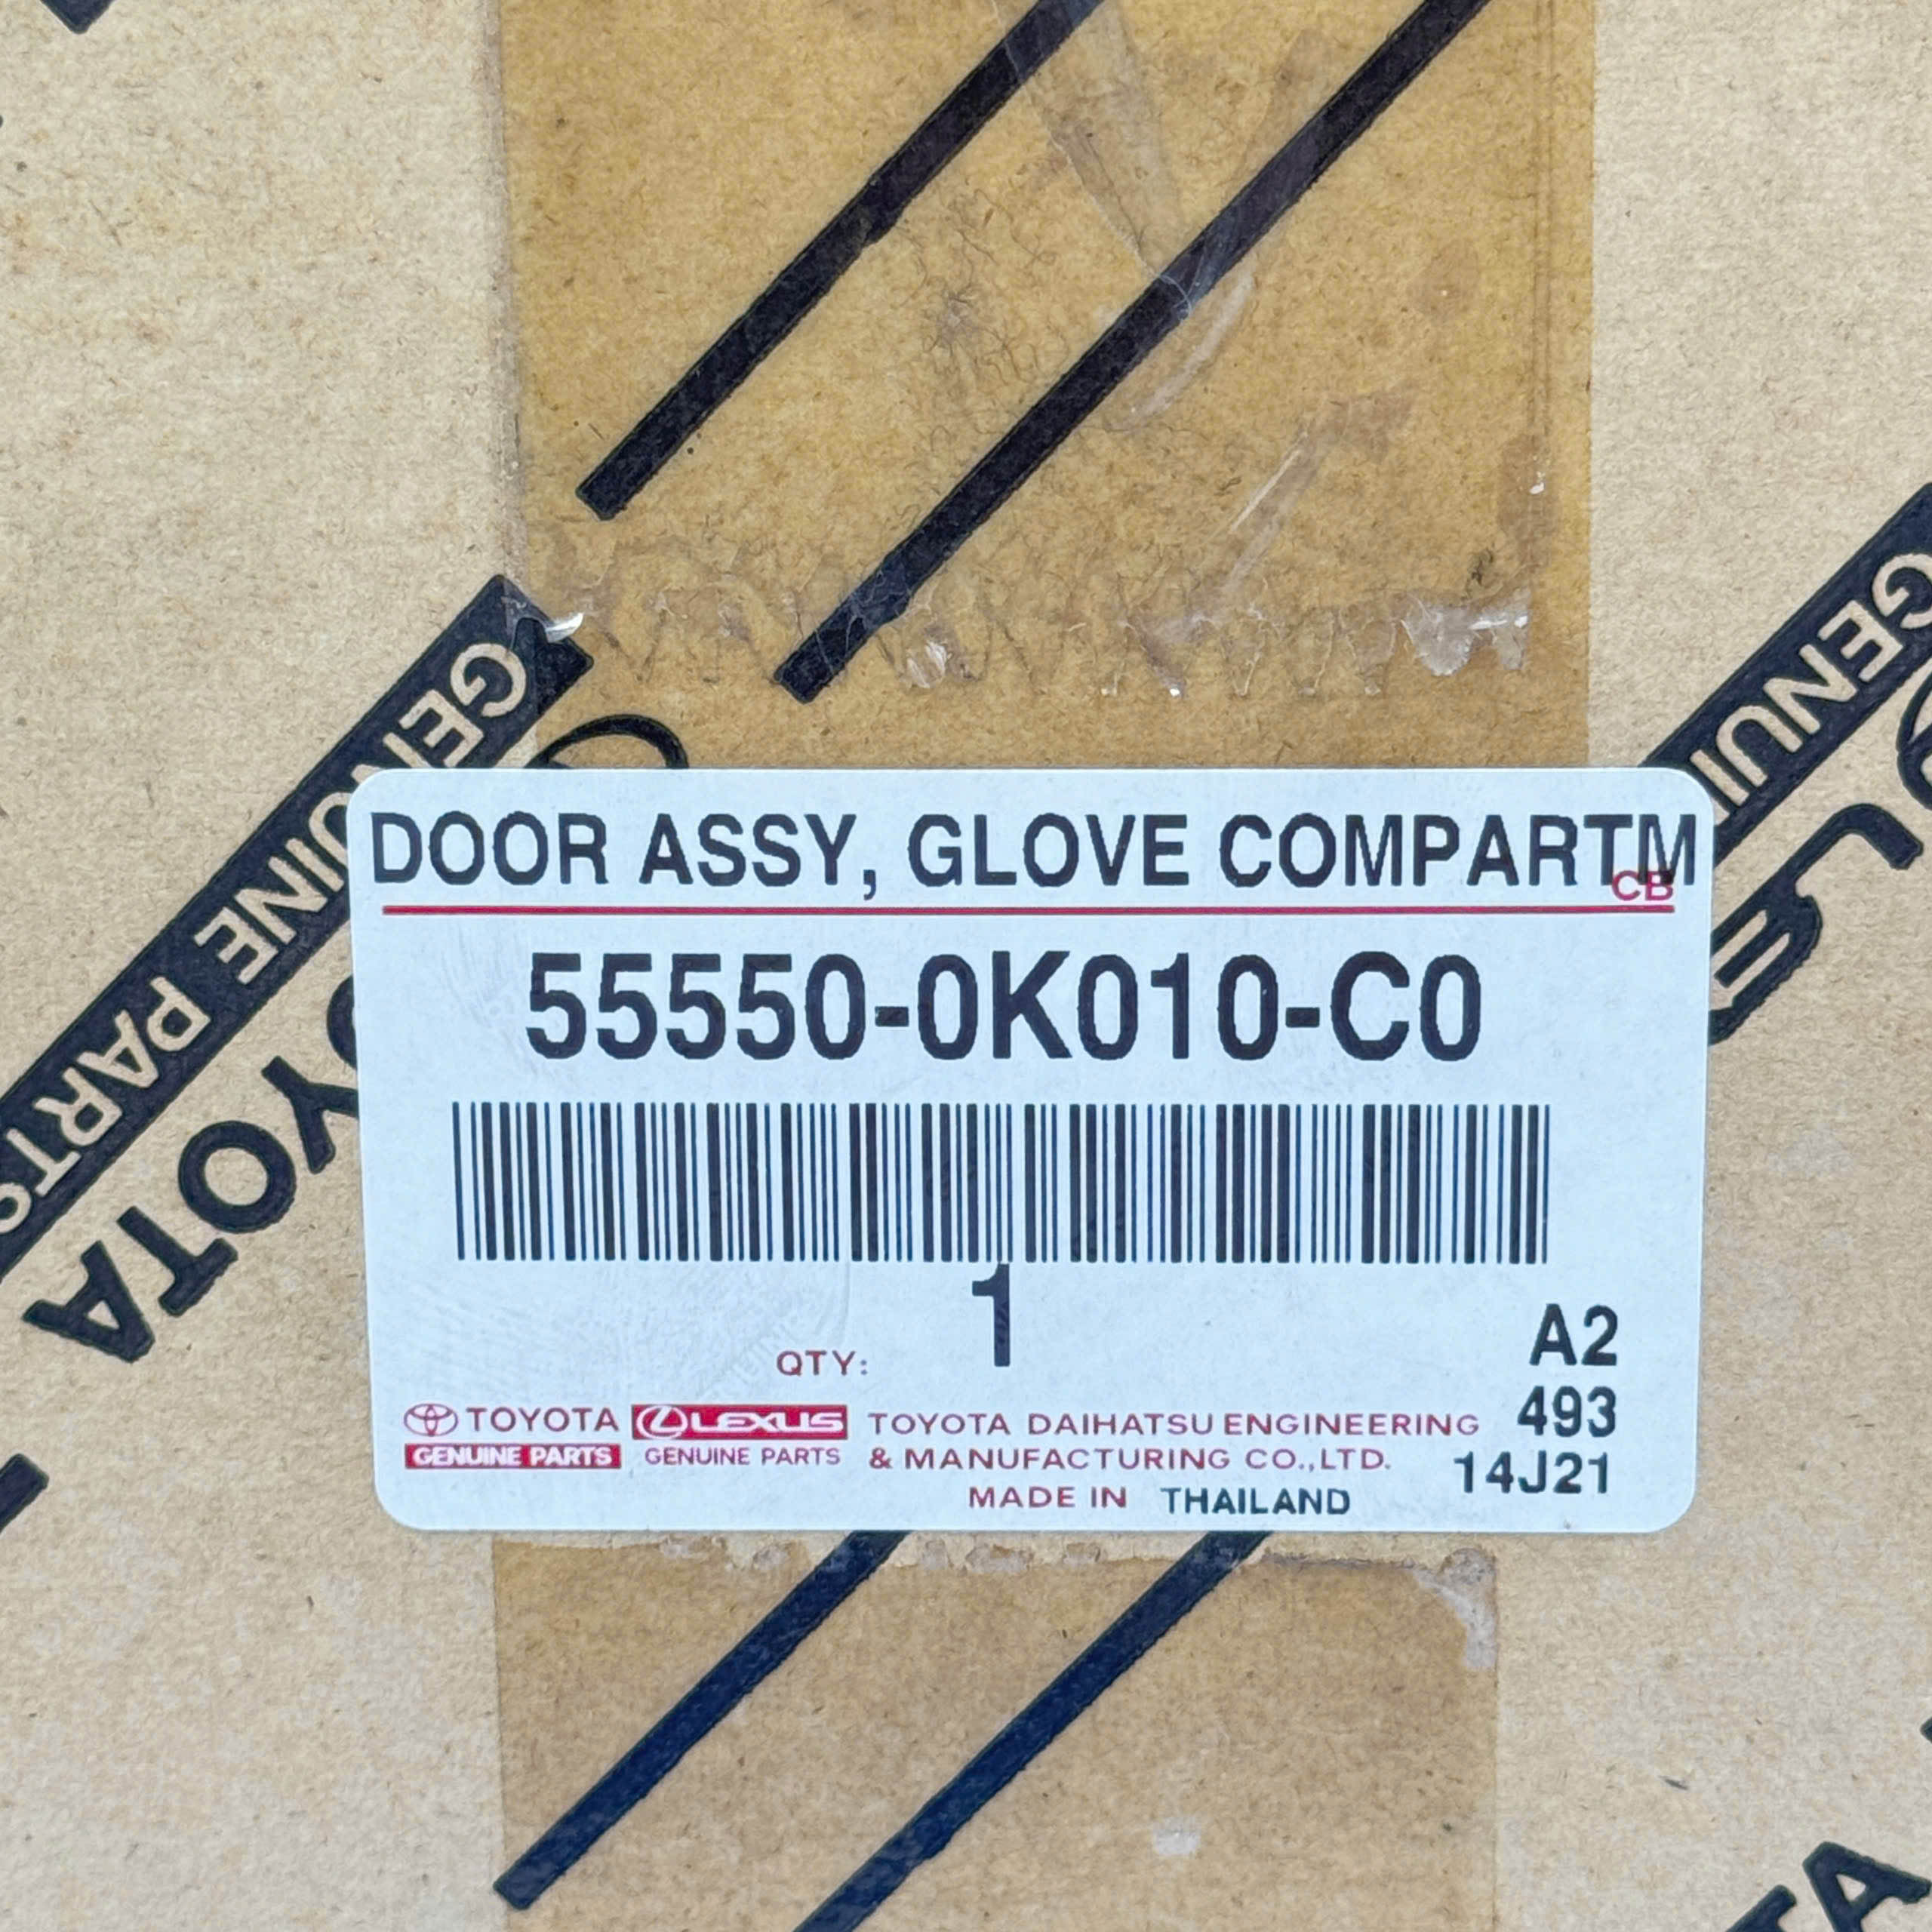 GENUINE PARTS
TOYOTA
GENUI
DOOR ASSY, GLOVE COMPARTM
CB
55550-0K010-C0
1
QTY:
A2
493
14J21
TOYOTA
GENUINE PARTS
LEXUS
GENUINE PARTS
TOYOTA DAIHATSU ENGINEERING
& MANUFACTURING CO.,LTD.
MADE IN THAILAND